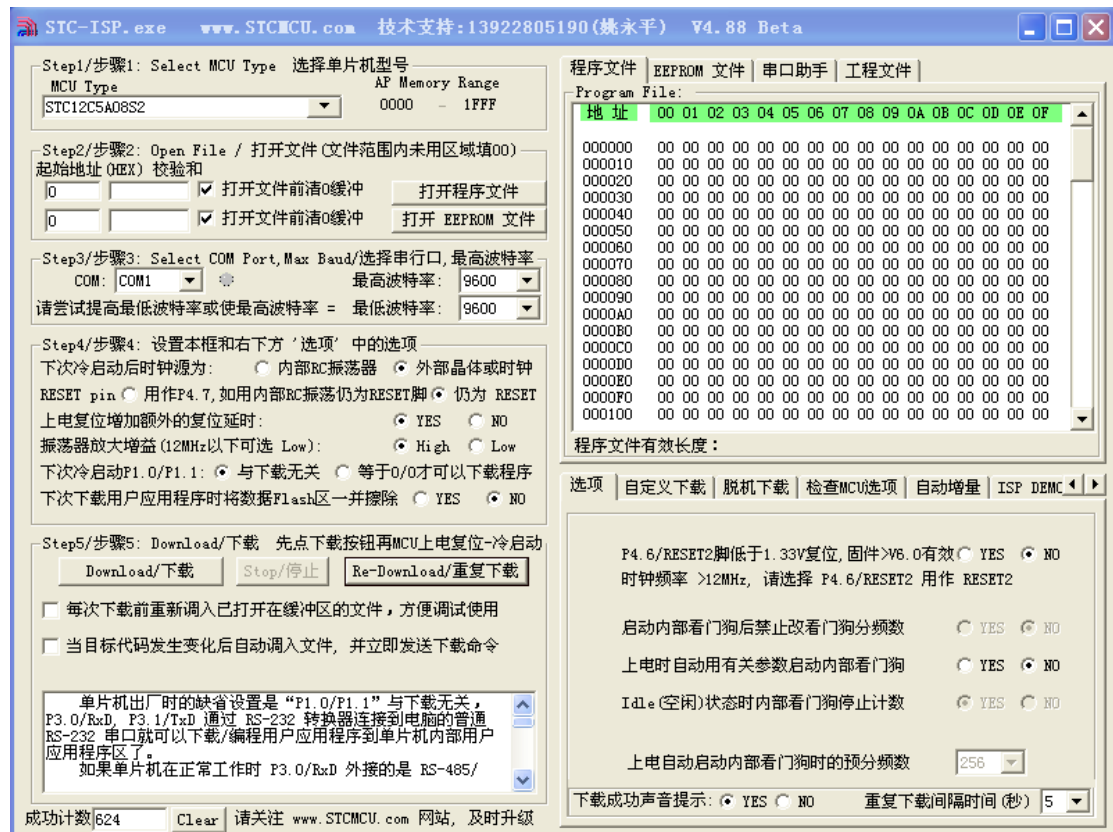 STC-ISP.exe www.STCMCU.com 技术支持:13922805190(姚永平) V4.88 Beta
Step1/步骤1: Select MCU Type 选择单片机型号
MCU Type AP Memory Range
STC12C5A08S2 0000 - 1FFF
Step2/步骤2: Open File / 打开文件(文件范围内未用区域填00)
起始地址(HEX) 校验和
0 打开文件前清0缓冲 打开程序文件
0 打开文件前清0缓冲 打开 EEPROM 文件
Step3/步骤3: Select COM Port,Max Baud/选择串行口,最高波特率
COM: COM1 最高波特率: 9600
请尝试提高最低波特率或使最高波特率 = 最低波特率: 9600
Step4/步骤4: 设置本框和右下方 '选项' 中的选项
下次冷启动后时钟源为: 内部RC振荡器 外部晶体或时钟
RESET pin 用作P4.7,如用内部RC振荡仍为RESET脚 仍为 RESET
上电复位增加额外的复位延时: YES NO
振荡器放大增益(12MHz以下可选 Low): High Low
下次冷启动P1.0/P1.1: 与下载无关 等于0/0才可以下载程序
下次下载用户应用程序时将数据Flash区一并擦除 YES NO
Step5/步骤5: Download/下载 先点下载按钮再MCU上电复位-冷启动
Download/下载 Stop/停止 Re-Download/重复下载
每次下载前重新调入已打开在缓冲区的文件，方便调试使用
当目标代码发生变化后自动调入文件, 并立即发送下载命令
单片机出厂时的缺省设置是“P1.0/P1.1”与下载无关，
P3.0/RxD, P3.1/TxD 通过 RS-232 转换器连接到电脑的普通
RS-232 串口就可以下载/编程用户应用程序到单片机内部用户
应用程序区了。
如果单片机在正常工作时 P3.0/RxD 外接的是 RS-485/
成功计数 624 Clear 请关注 www.STCMCU.com 网站, 及时升级
程序文件 EEPROM 文件 串口助手 工程文件
Program File:
地 址 00 01 02 03 04 05 06 07 08 09 0A 0B 0C 0D 0E 0F
000000 00 00 00 00 00 00 00 00 00 00 00 00 00 00 00 00
000010 00 00 00 00 00 00 00 00 00 00 00 00 00 00 00 00
000020 00 00 00 00 00 00 00 00 00 00 00 00 00 00 00 00
000030 00 00 00 00 00 00 00 00 00 00 00 00 00 00 00 00
000040 00 00 00 00 00 00 00 00 00 00 00 00 00 00 00 00
000050 00 00 00 00 00 00 00 00 00 00 00 00 00 00 00 00
000060 00 00 00 00 00 00 00 00 00 00 00 00 00 00 00 00
000070 00 00 00 00 00 00 00 00 00 00 00 00 00 00 00 00
000080 00 00 00 00 00 00 00 00 00 00 00 00 00 00 00 00
000090 00 00 00 00 00 00 00 00 00 00 00 00 00 00 00 00
0000A0 00 00 00 00 00 00 00 00 00 00 00 00 00 00 00 00
0000B0 00 00 00 00 00 00 00 00 00 00 00 00 00 00 00 00
0000C0 00 00 00 00 00 00 00 00 00 00 00 00 00 00 00 00
0000D0 00 00 00 00 00 00 00 00 00 00 00 00 00 00 00 00
0000E0 00 00 00 00 00 00 00 00 00 00 00 00 00 00 00 00
0000F0 00 00 00 00 00 00 00 00 00 00 00 00 00 00 00 00
000100 00 00 00 00 00 00 00 00 00 00 00 00 00 00 00 00
程序文件有效长度：
选项 自定义下载 脱机下载 检查MCU选项 自动增量 ISP DEMC
P4.6/RESET2脚低于1.33V复位,固件>V6.0有效 YES NO
时钟频率 >12MHz, 请选择 P4.6/RESET2 用作 RESET2
启动内部看门狗后禁止改看门狗分频数 YES NO
上电时自动用有关参数启动内部看门狗 YES NO
Idle(空闲)状态时内部看门狗停止计数 YES NO
上电自动启动内部看门狗时的预分频数 256
下载成功声音提示: YES NO 重复下载间隔时间(秒) 5